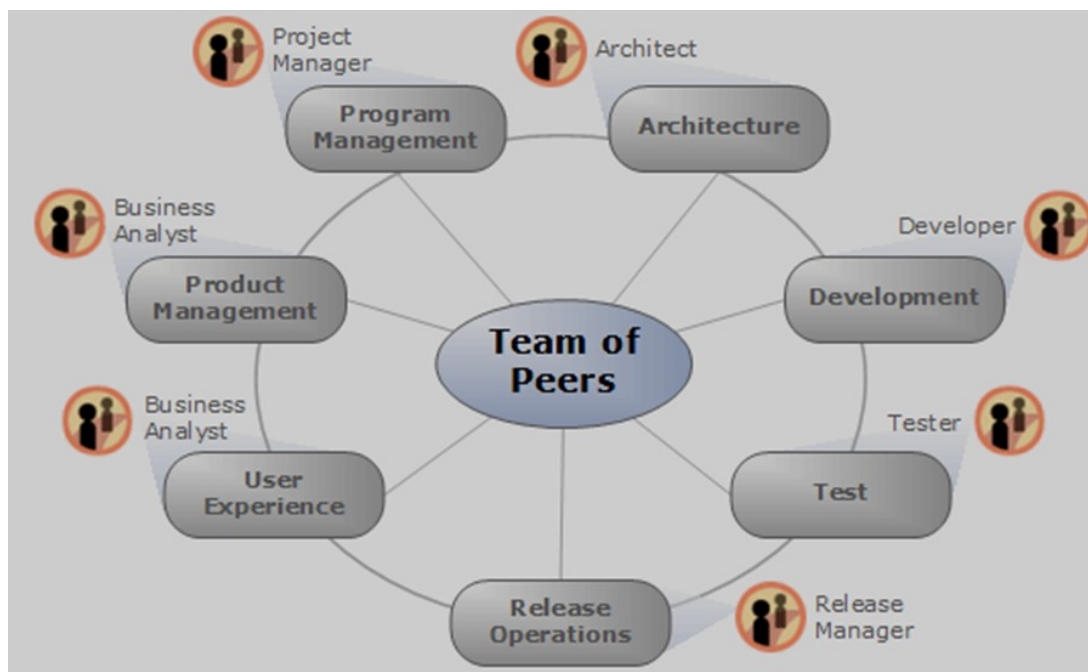 Project
Manager
Architect
Program
Management
Architecture
Business
Analyst
Developer
Product
Management
Development
Team of
Peers
Business
Analyst
Tester
User
Experience
Test
Release
Operations
Release
Manager